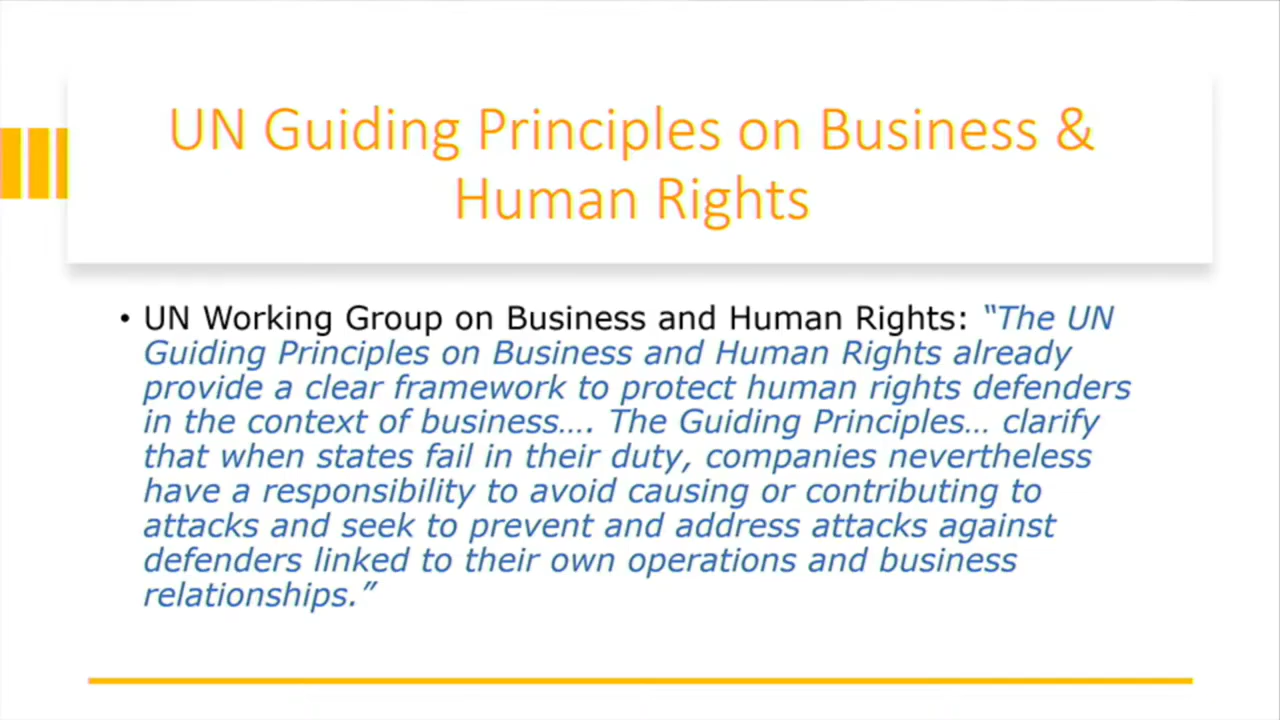 UN Guiding Principles on Business &
Human Rights
• UN Working Group on Business and Human Rights: “The UN
Guiding Principles on Business and Human Rights already
provide a clear framework to protect human rights defenders
in the context of business…. The Guiding Principles… clarify
that when states fail in their duty, companies nevertheless
have a responsibility to avoid causing or contributing to
attacks and seek to prevent and address attacks against
defenders linked to their own operations and business
relationships.”